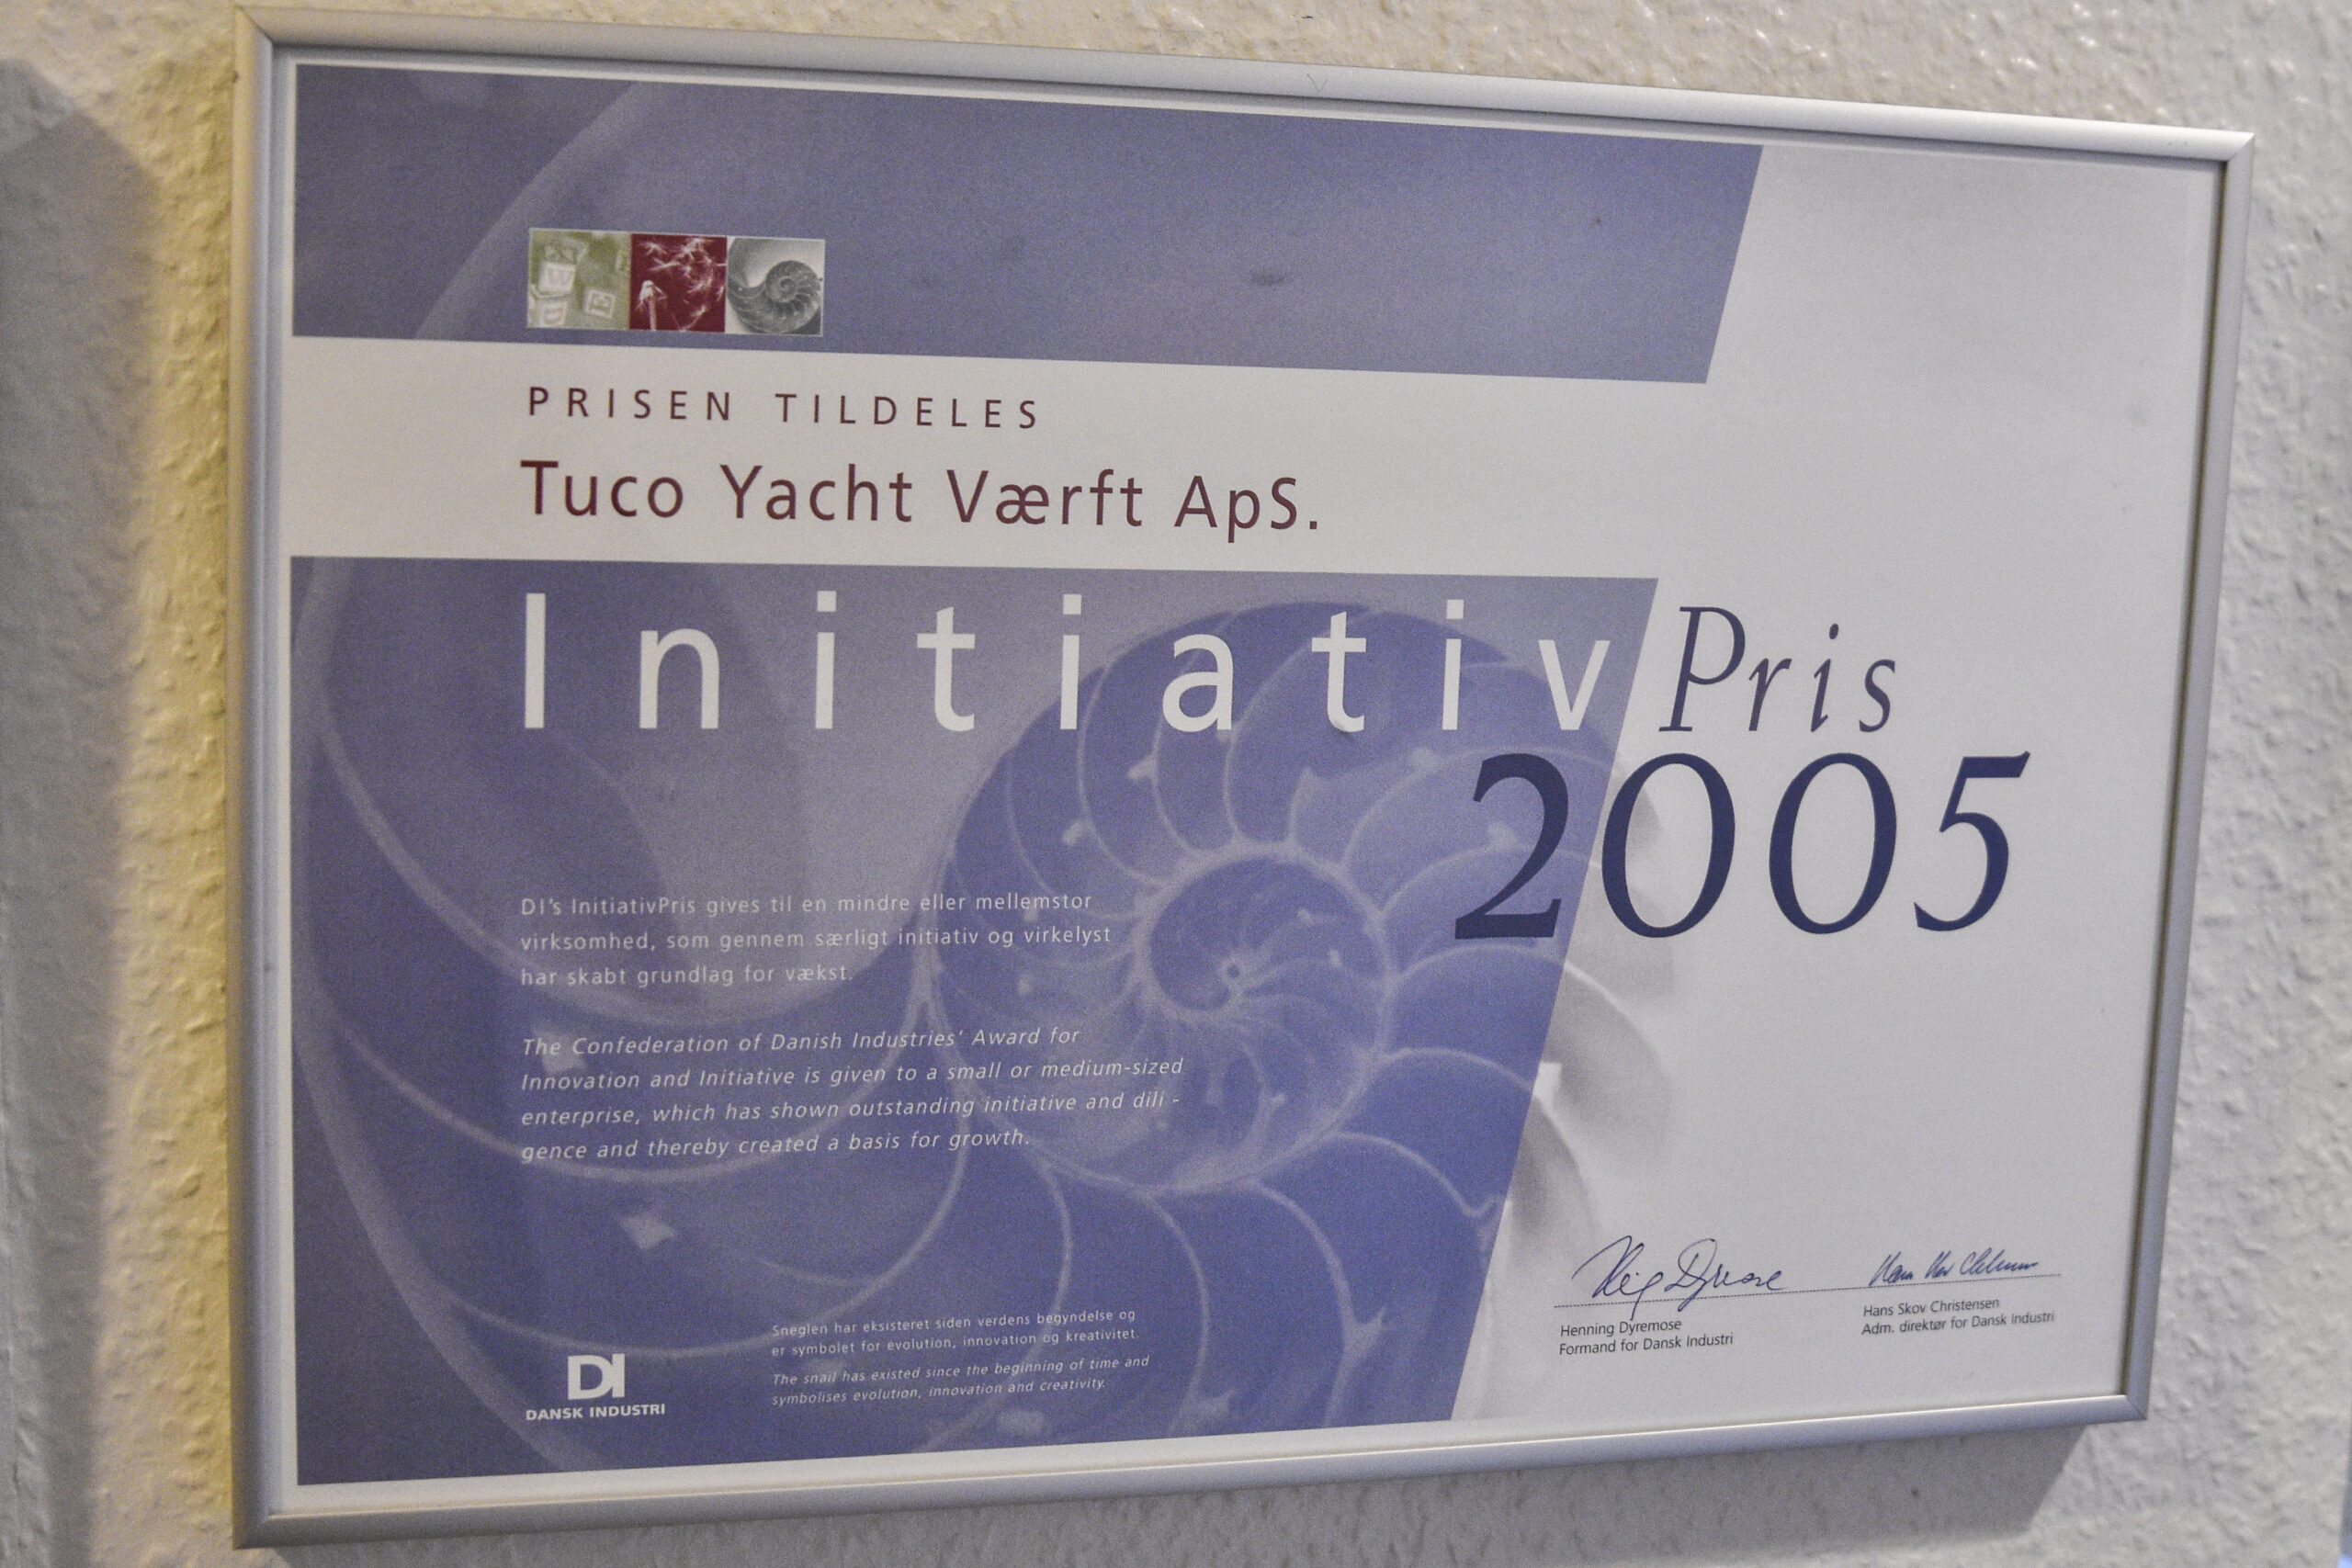 PRISEN TILDELES
Tuco Yacht Værft ApS.
InitiativPris
2005
DI's InitiativPris gives til en mindre eller mellemstor
virksomhed, som gennem særligt initiativ og virkelyst
har skabt grundlag for vækst.
The Confederation of Danish Industries' Award for
Innovation and Initiative is given to a small or medium-sized
enterprise, which has shown outstanding initiative and dili -
gence and thereby created a basis for growth.
Henning Dyremose
Formand for Dansk Industri
Hans Skov Christensen
Adm. direktør for Dansk Industri
DI
DANSK INDUSTRI
Sneglen har eksisteret siden verdens begyndelse og
er symbolet for evolution, innovation og kreativitet.
The snail has existed since the beginning of time and
symbolises evolution, innovation and creativity.